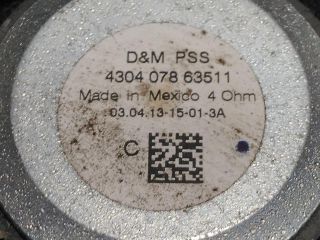 D&M PSS
4304 078 63511
Made in Mexico 4 Ohm
03.04.13-15-01-3A
C